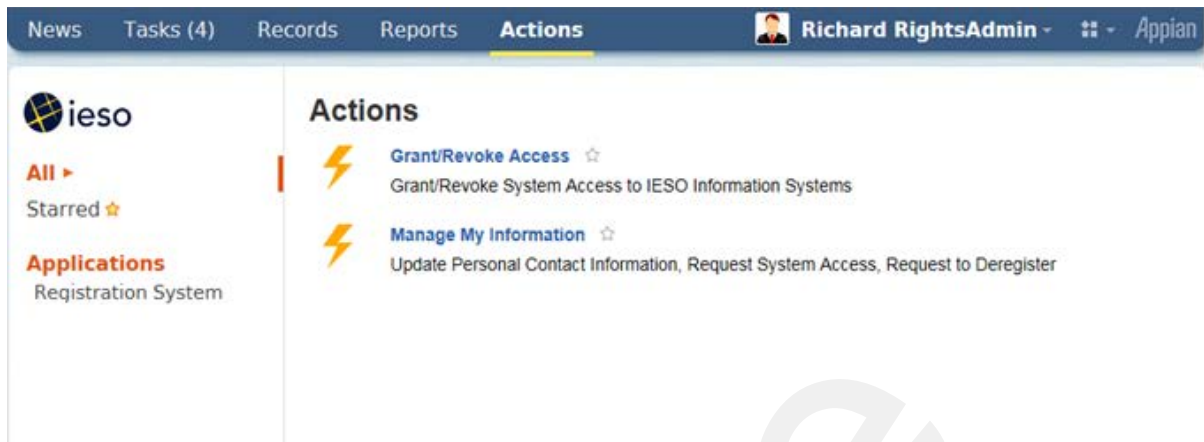 News Tasks (4) Records Reports Actions Richard RightsAdmin Appian
ieso
All
Starred
Applications
Registration System
Actions
Grant/Revoke Access
Grant/Revoke System Access to IESO Information Systems
Manage My Information
Update Personal Contact Information, Request System Access, Request to Deregister